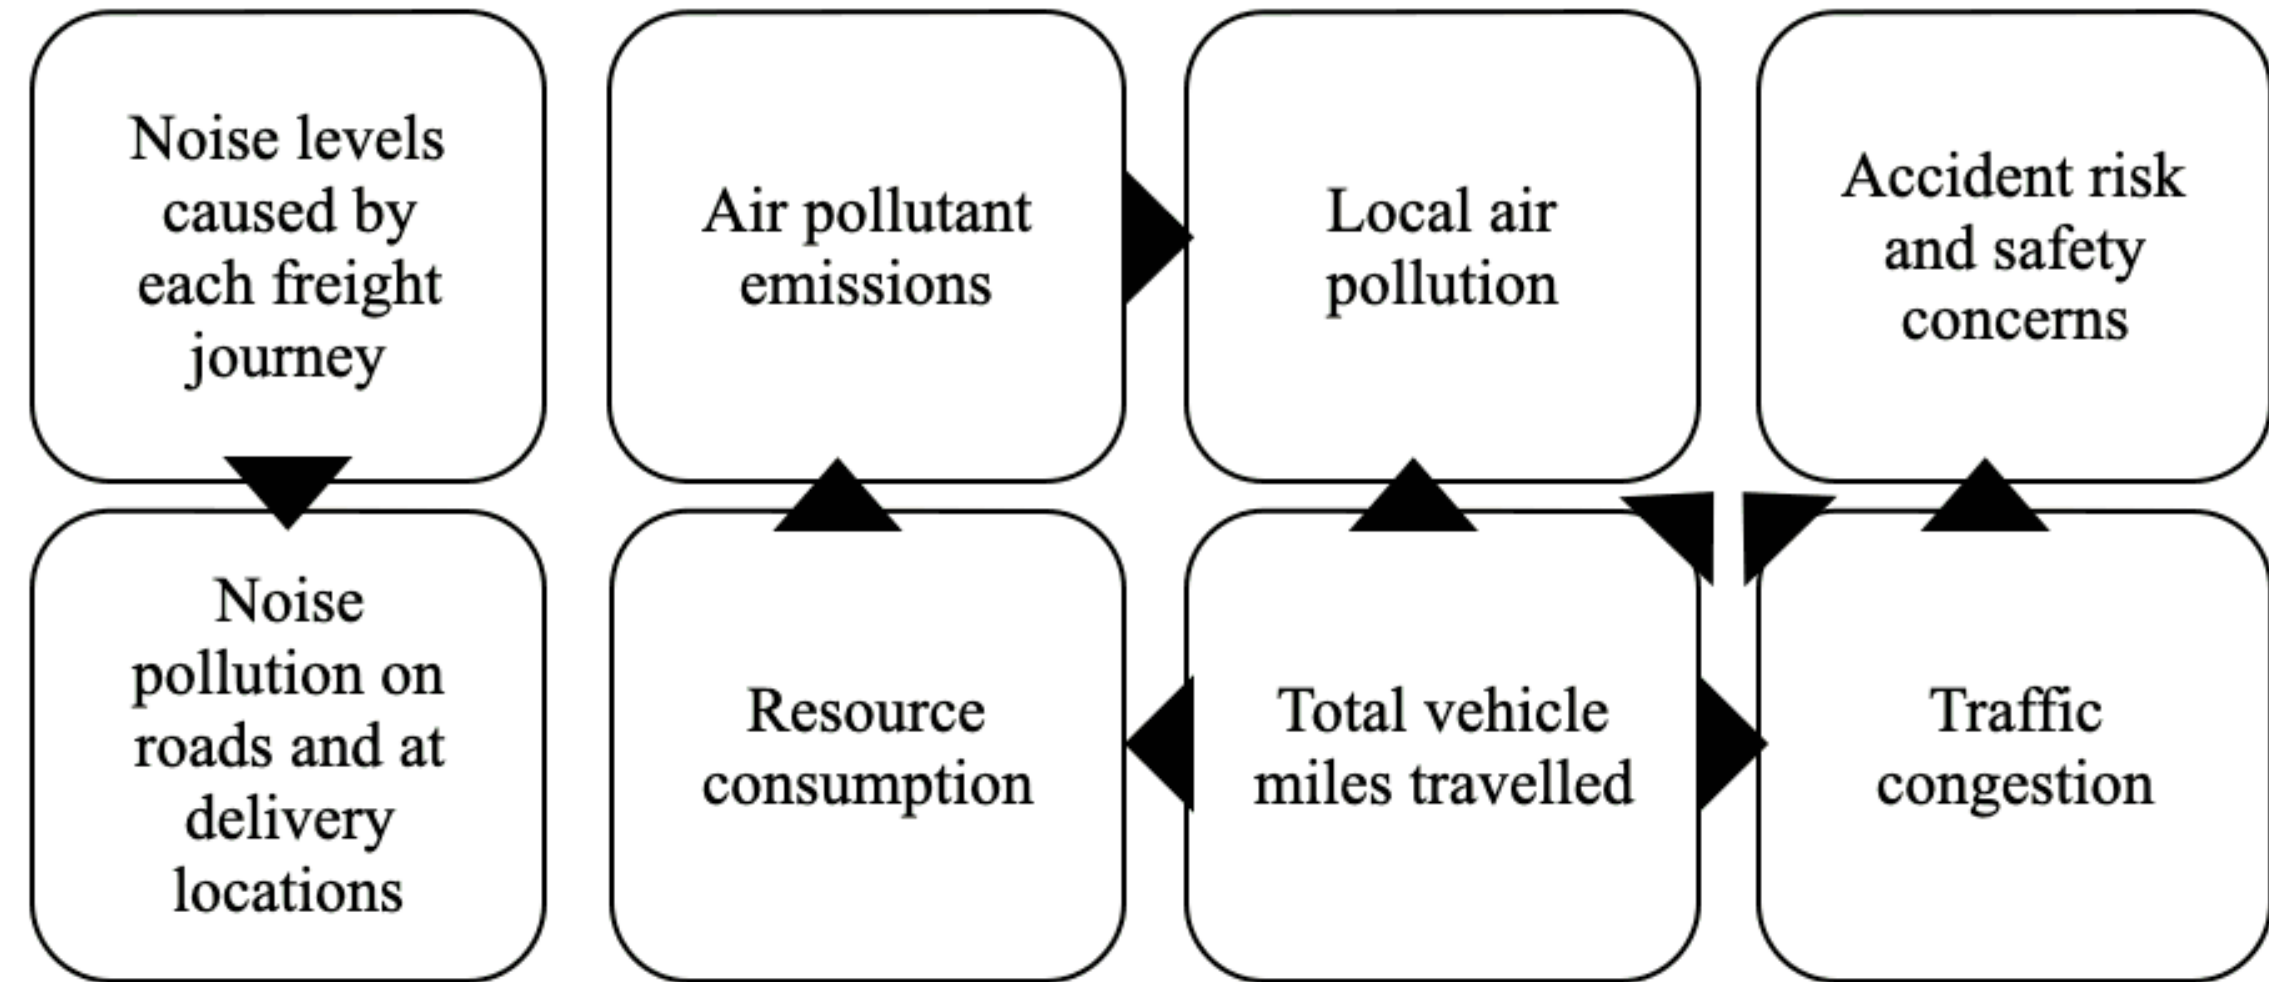 Noise levels
caused by
each freight
journey
Air pollutant
emissions
Local air
pollution
Accident risk
and safety
concerns
Noise
pollution on
roads and at
delivery
locations
Resource
consumption
Total vehicle
miles travelled
Traffic
congestion